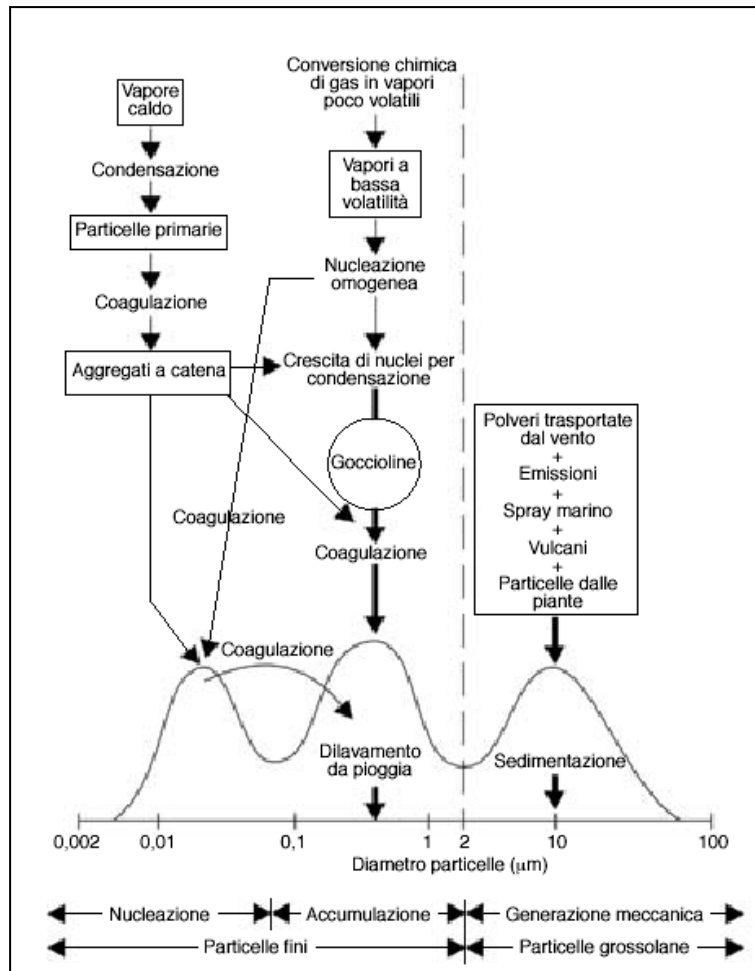 Vapore
caldo
Condensazione
Particelle primarie
Coagulazione
Aggregati a catena
Conversione chimica
di gas in vapori
poco volatili
Vapori a
bassa
volatilità
Nucleazione
omogenea
Crescita di nuclei per
condensazione
Goccioline
Coagulazione
Coagulazione
Polveri trasportate
dal vento
+
Emissioni
+
Spray marino
+
Vulcani
+
Particelle dalle
piante
Coagulazione
Dilavamento
da pioggia
Sedimentazione
0,002 0,01 0,1 1 2 10 100
Diametro particelle (μm)
Nucleazione Accumulazione Generazione meccanica
Particelle fini Particelle grossolane